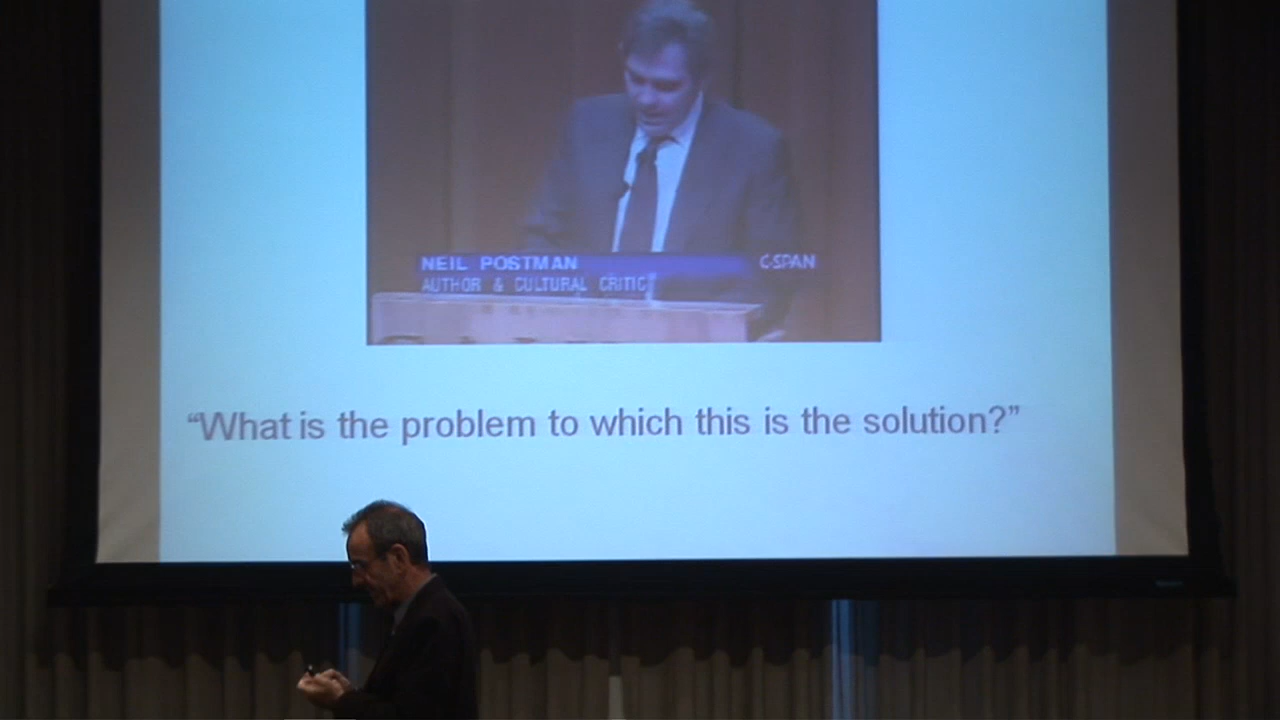 NEIL POSTMAN C-SPAN
AUTHOR & CULTURAL CRITIC
“What is the problem to which this is the solution?”